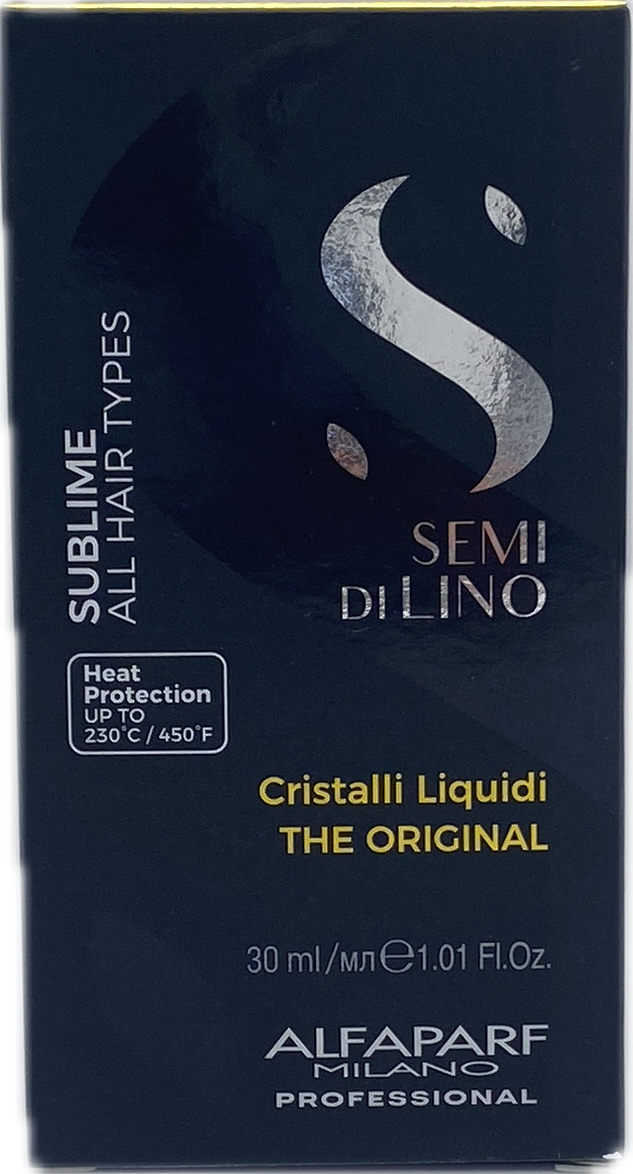 SUBLIME
ALL HAIR TYPES
SEMI
DI LINO
Heat
Protection
UP TO
230°C / 450°F
Cristalli Liquidi
THE ORIGINAL
30 ml/мл℮1.01 Fl.Oz.
ALFAPARF
MILANO
PROFESSIONAL